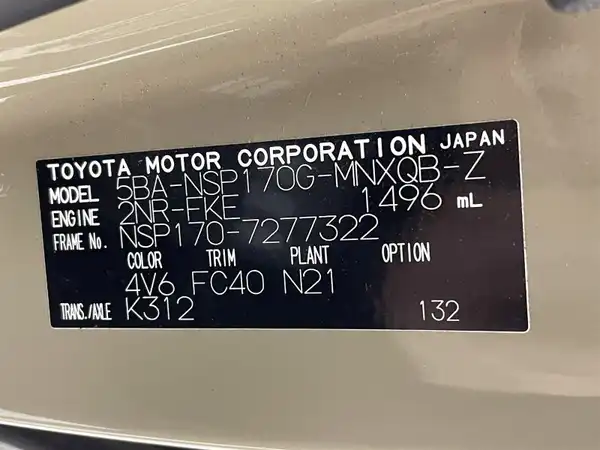 TOYOTA MOTOR CORPORATION JAPAN
MODEL 5BA-NSP170G-MNXQB-Z
ENGINE 2NR-FKE 1496 mL
FRAME No. NSP170-7277322
COLOR TRIM PLANT OPTION
4V6 FC40 N21
TRANS./AXLE K312 132